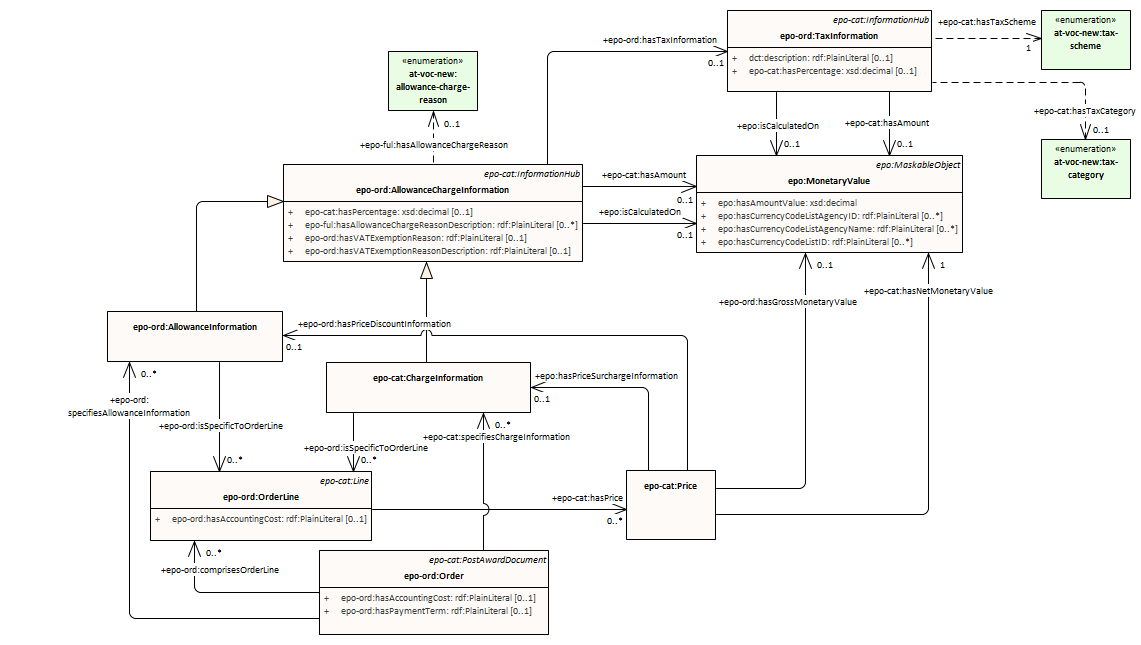 epo-cat:InformationHub
epo-ord:TaxInformation
+ dct:description: rdf:PlainLiteral [0..1]
+ epo-cat:hasPercentage: xsd:decimal [0..1]
+epo-cat:hasTaxScheme
1
«enumeration»
at-voc-new:tax-
scheme
+epo-ord:hasTaxInformation
0..1
«enumeration»
at-voc-new:
allowance-charge-
reason
0..1
+epo-ful:hasAllowanceChargeReason
+epo-cat:hasTaxCategory
0..1
«enumeration»
at-voc-new:tax-
category
+epo:isCalculatedOn
0..1
+epo-cat:hasAmount
0..1
epo-cat:InformationHub
epo-ord:AllowanceChargeInformation
+ epo-cat:hasPercentage: xsd:decimal [0..1]
+ epo-ful:hasAllowanceChargeReasonDescription: rdf:PlainLiteral [0..*]
+ epo-ord:hasVATExemptionReason: rdf:PlainLiteral [0..1]
+ epo-ord:hasVATExemptionReasonDescription: rdf:PlainLiteral [0..1]
+epo-cat:hasAmount
0..1
+epo:isCalculatedOn
0..1
epo:MaskableObject
epo:MonetaryValue
+ epo:hasAmountValue: xsd:decimal
+ epo:hasCurrencyCodeListAgencyID: rdf:PlainLiteral [0..*]
+ epo:hasCurrencyCodeListAgencyName: rdf:PlainLiteral [0..*]
+ epo:hasCurrencyCodeListID: rdf:PlainLiteral [0..*]
0..1
+epo-ord:hasGrossMonetaryValue
1
+epo-cat:hasNetMonetaryValue
epo-ord:AllowanceInformation
+epo-ord:hasPriceDiscountInformation
0..1
epo-cat:ChargeInformation
+epo:hasPriceSurchargeInformation
0..1
0..*
+epo-ord:
specifiesAllowanceInformation
+epo-ord:isSpecificToOrderLine
0..*
+epo-ord:isSpecificToOrderLine
0..*
0..*
+epo-cat:specifiesChargeInformation
epo-cat:Line
epo-ord:OrderLine
+ epo-ord:hasAccountingCost: rdf:PlainLiteral [0..1]
+epo-cat:hasPrice
0..*
epo-cat:Price
0..*
+epo-ord:comprisesOrderLine
epo-cat:PostAwardDocument
epo-ord:Order
+ epo-ord:hasAccountingCost: rdf:PlainLiteral [0..1]
+ epo-ord:hasPaymentTerm: rdf:PlainLiteral [0..1]